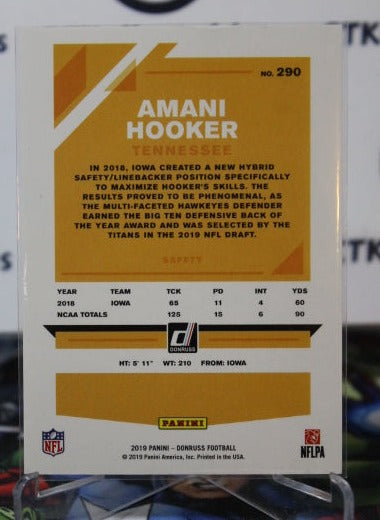 NO. 290
AMANI
HOOKER
TENNESSEE
IN 2018, IOWA CREATED A NEW HYBRID
SAFETY/LINEBACKER POSITION SPECIFICALLY
TO MAXIMIZE HOOKER'S SKILLS. THE
RESULTS PROVED TO BE PHENOMENAL, AS
THE MULTI-FACETED HAWKEYES DEFENDER
EARNED THE BIG TEN DEFENSIVE BACK OF
THE YEAR AWARD AND WAS SELECTED BY
THE TITANS IN THE 2019 NFL DRAFT.
SAFETY
YEAR TEAM TCK PD INT YDS
2018 IOWA 65 11 4 60
NCAA TOTALS 125 15 6 90
d
DONRUSS
HT: 5' 11" WT: 210 FROM: IOWA
PANINI
2019 PANINI – DONRUSS FOOTBALL
© 2019 Panini America, Inc. Printed in the USA.
NFL
NFLPA